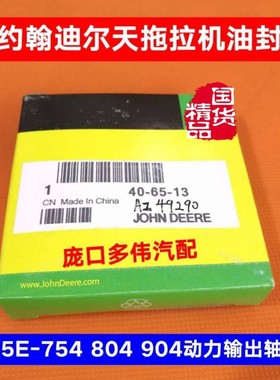 约翰迪尔天拖拉机油封
国货
精品
1
40-65-13
CN Made In China
AZ 49290
JOHN DEERE
庞口多伟汽配
www.JohnDeere.com
5E-754 804 904动力输出轴